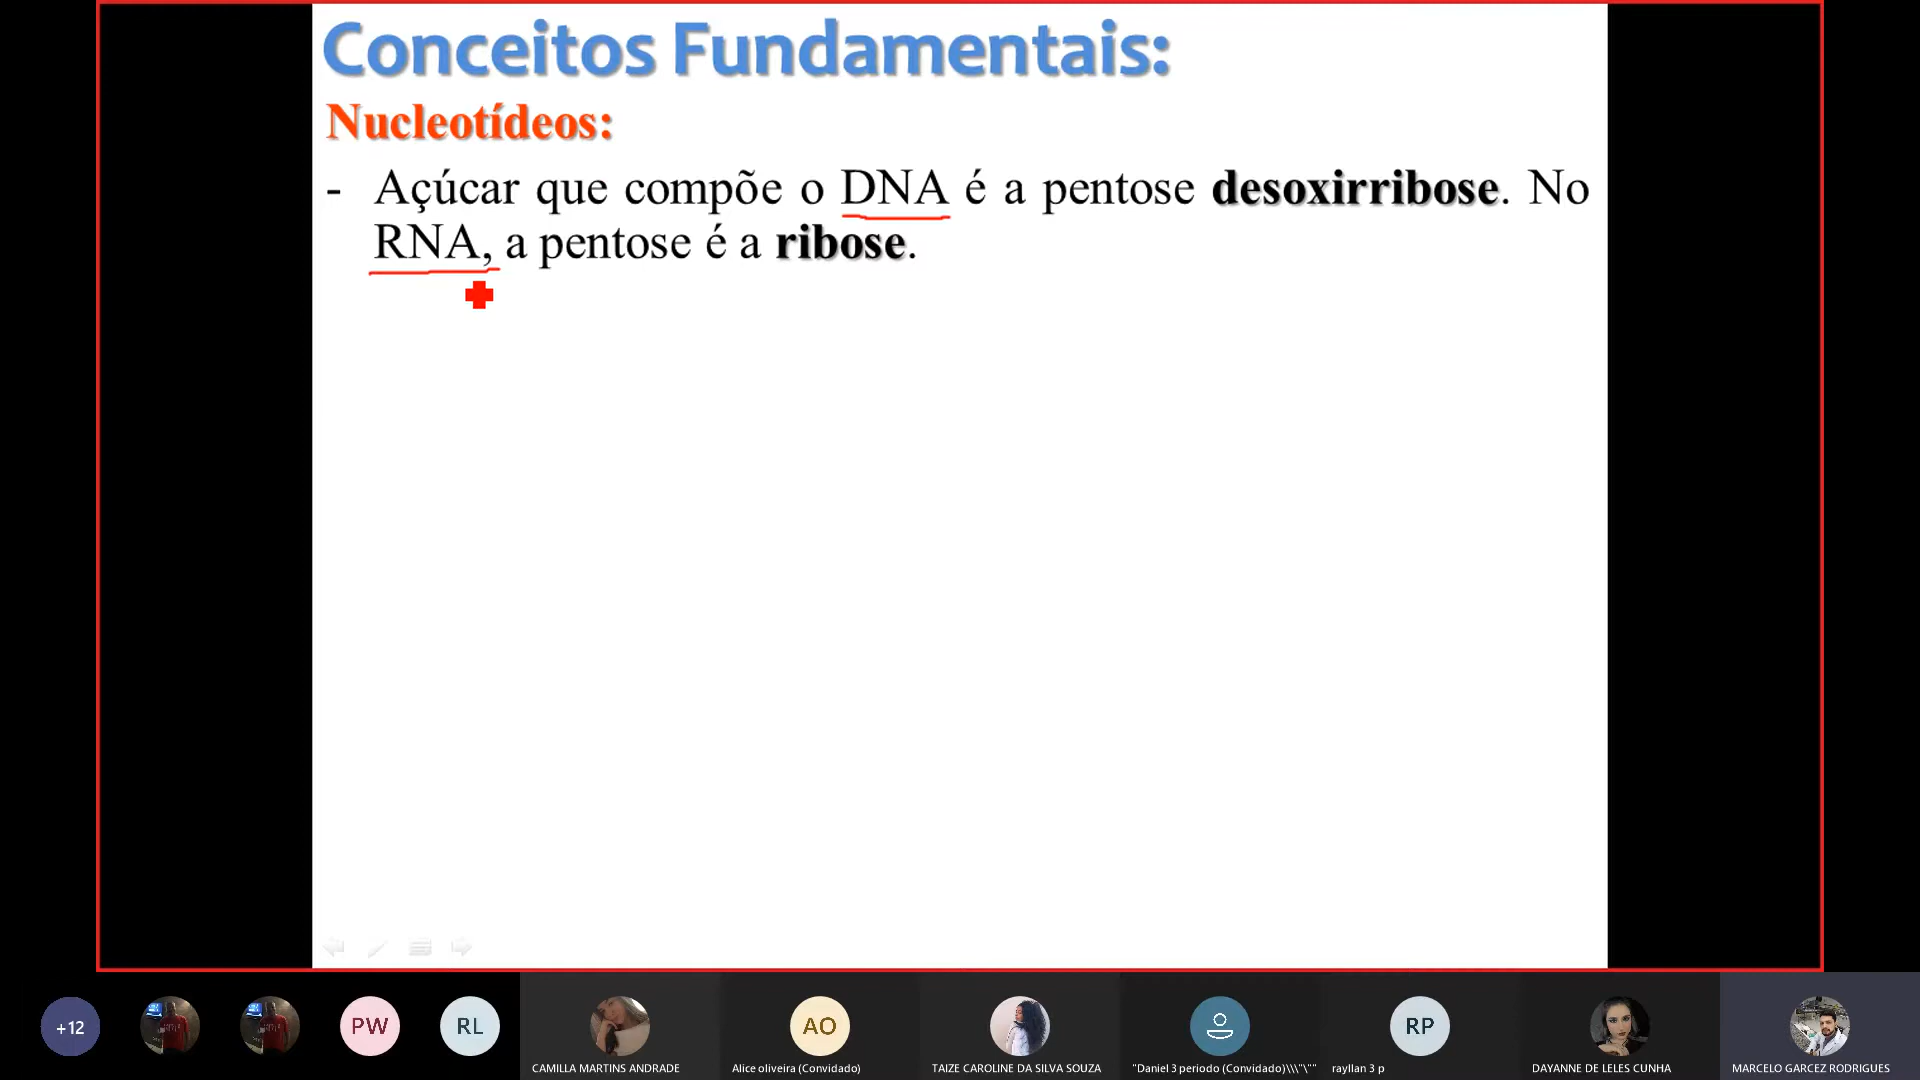 Conceitos Fundamentais:
Nucleotídeos:
- Açúcar que compõe o DNA é a pentose desoxirribose. No
RNA, a pentose é a ribose.
+12
PW
RL
AO
RP
CAMILLA MARTINS ANDRADE
Alice oliveira (Convidado)
TAIZE CAROLINE DA SILVA SOUZA
"Daniel 3 periodo (Convidado)\\\"\""
rayllan 3 p
DAYANNE DE LELES CUNHA
MARCELO GARCEZ RODRIGUES